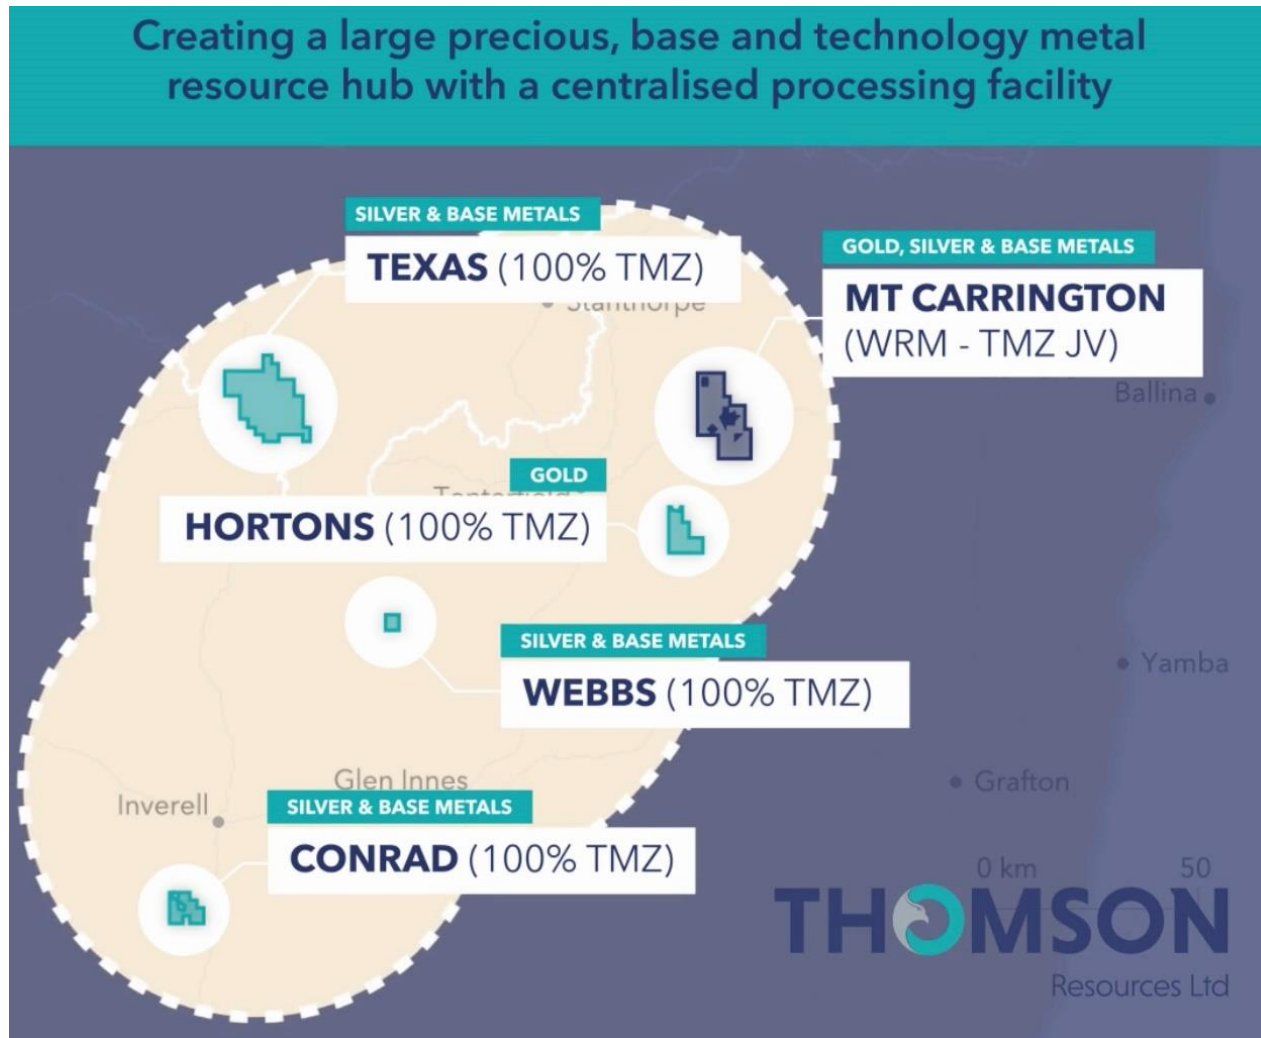 Creating a large precious, base and technology metal
resource hub with a centralised processing facility
SILVER & BASE METALS
TEXAS (100% TMZ)
Stanthorpe
GOLD, SILVER & BASE METALS
MT CARRINGTON
(WRM - TMZ JV)
Ballina
GOLD
Tenterfield
HORTONS (100% TMZ)
SILVER & BASE METALS
WEBBS (100% TMZ)
Yamba
Glen Innes
Grafton
Inverell
SILVER & BASE METALS
CONRAD (100% TMZ)
0 km 50
THOMSON
Resources Ltd